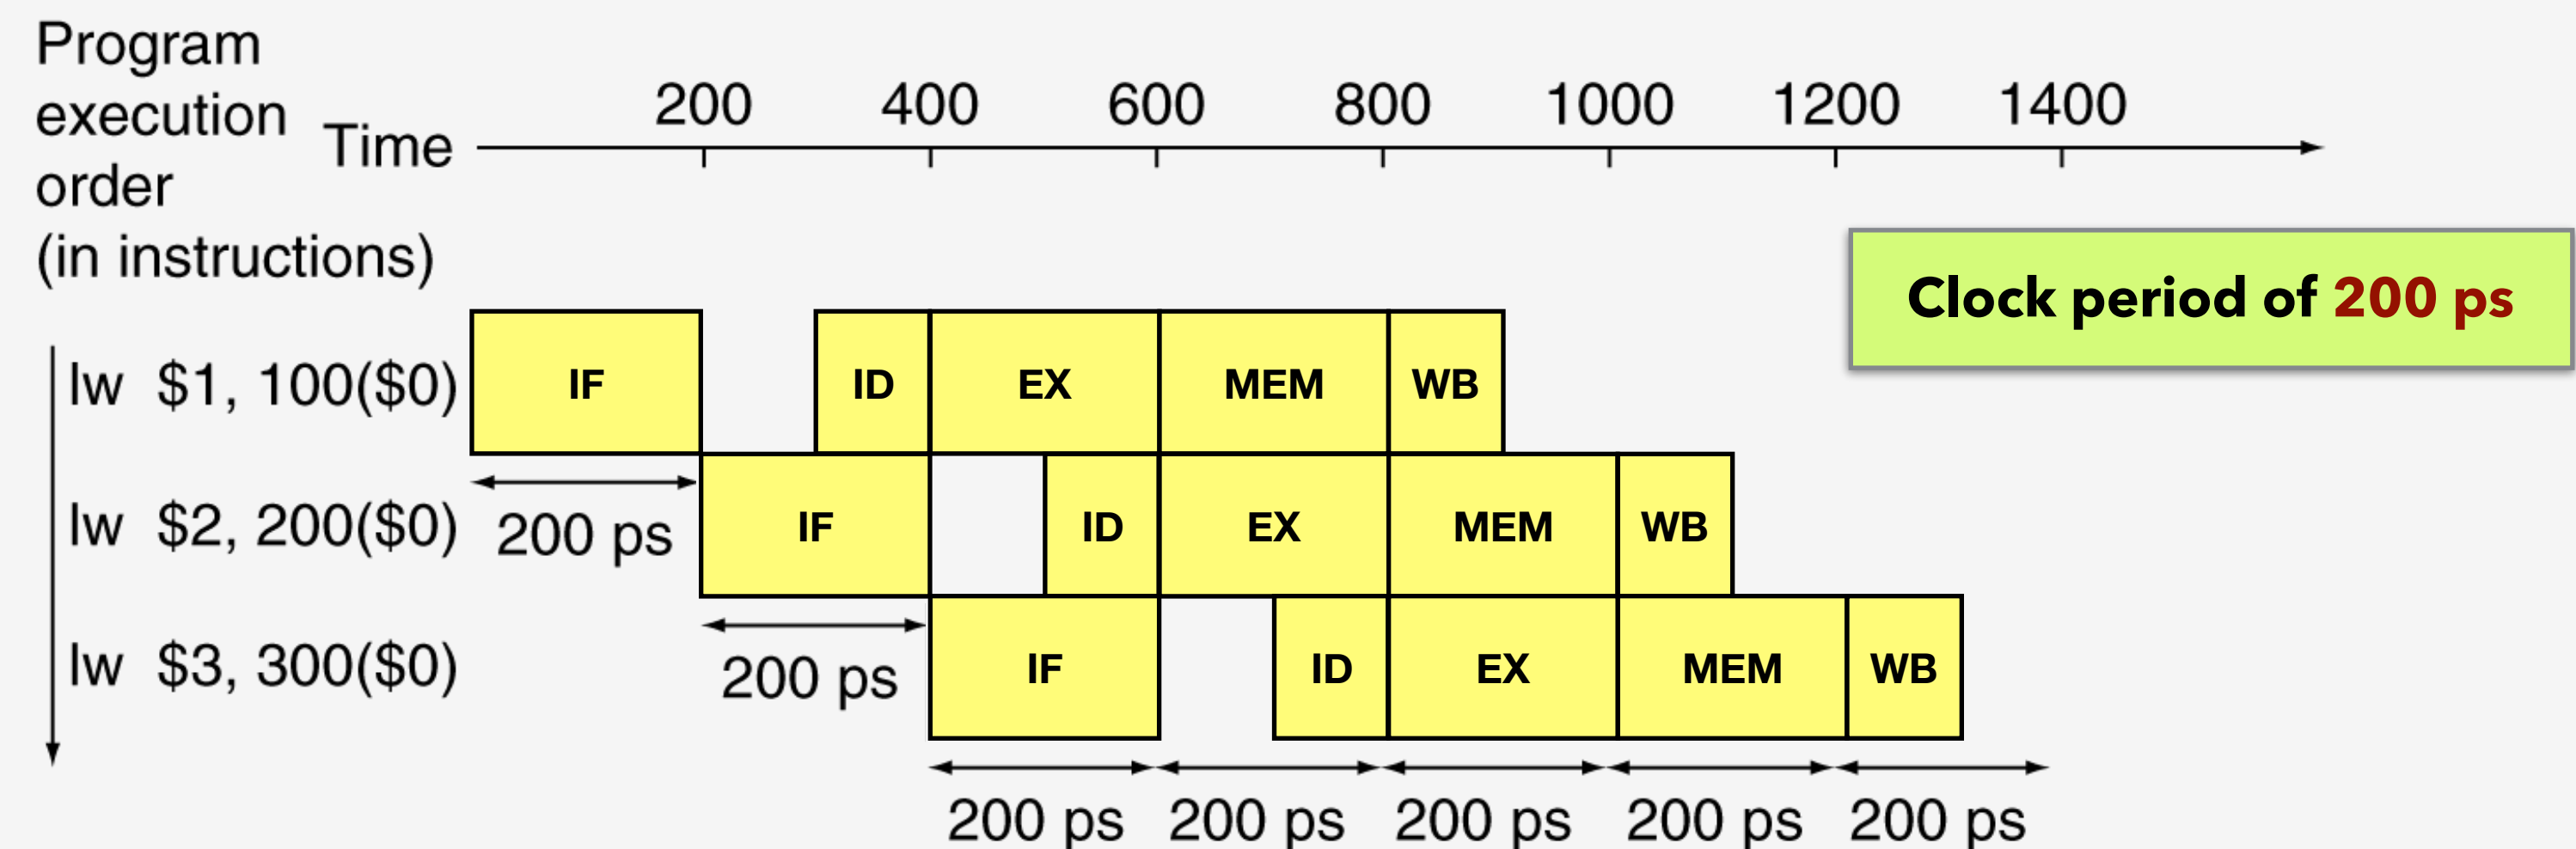 Program
execution
order
(in instructions)
Time
200 400 600 800 1000 1200 1400
Clock period of 200 ps
lw $1, 100($0) IF ID EX MEM WB
200 ps
lw $2, 200($0) IF ID EX MEM WB
200 ps
lw $3, 300($0) IF ID EX MEM WB
200 ps 200 ps 200 ps 200 ps 200 ps